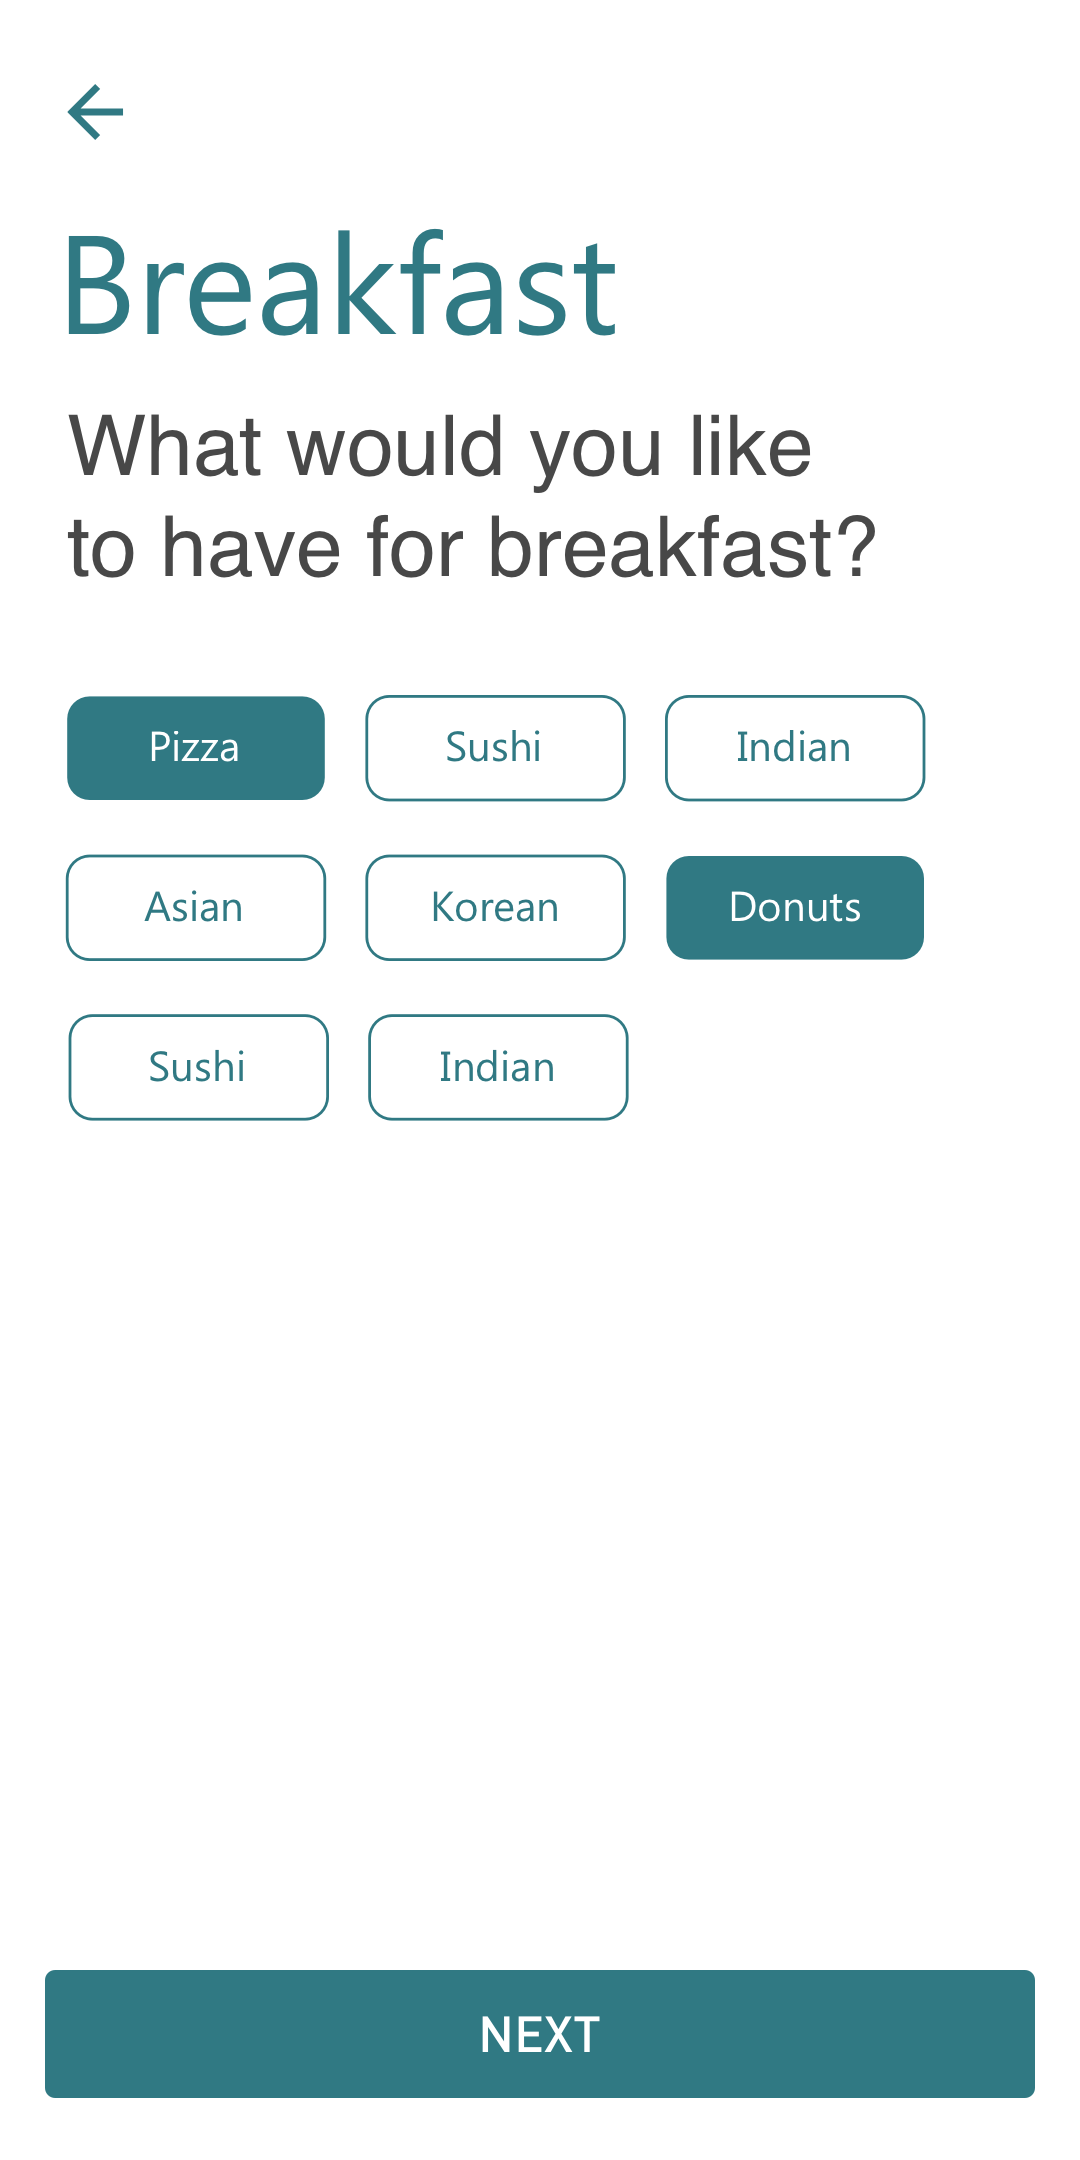 Breakfast
What would you like
to have for breakfast?
Pizza
Sushi
Indian
Asian
Korean
Donuts
Sushi
Indian
NEXT